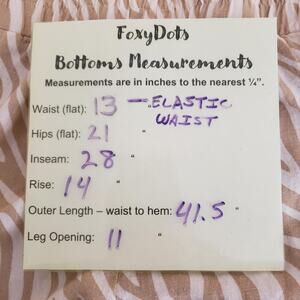 FoxyDots
Bottoms Measurements
Measurements are in inches to the nearest ¼”.
Waist (flat): 13 — "ELASTIC
WAIST
Hips (flat): 21 "
Inseam: 28 "
Rise: 14 "
Outer Length – waist to hem: 41.5 "
Leg Opening: 11 "